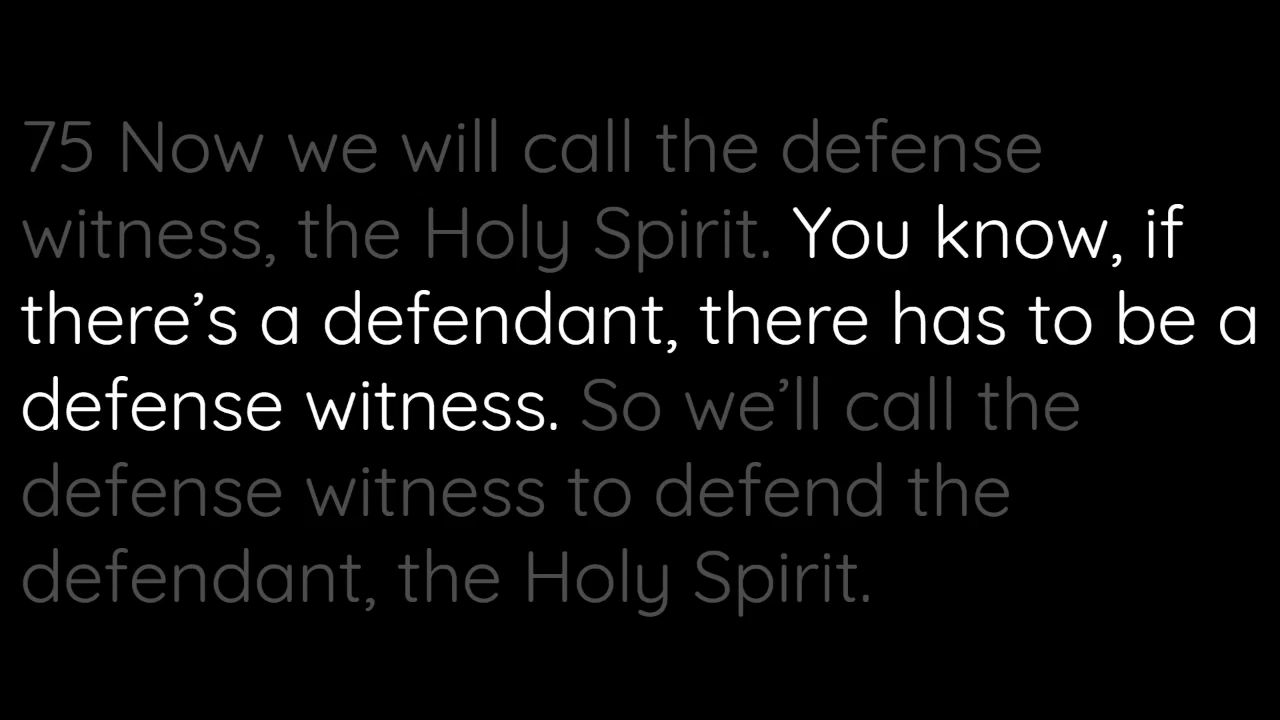 75 Now we will call the defense
witness, the Holy Spirit. You know, if
there’s a defendant, there has to be a
defense witness. So we’ll call the
defense witness to defend the
defendant, the Holy Spirit.